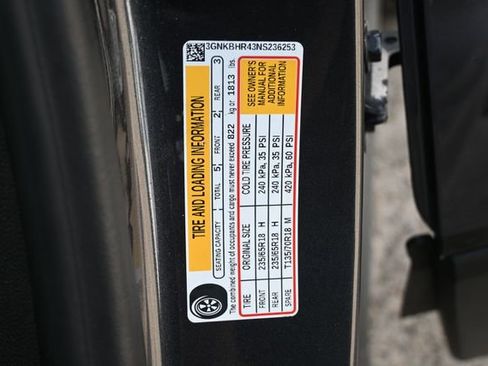 3GNKBHR43NS236253
TIRE AND LOADING INFORMATION
SEATING CAPACITY TOTAL 5 FRONT 2 REAR 3
The combined weight of occupants and cargo must never exceed 822 kg or 1813 lbs.
TIRE ORIGINAL SIZE COLD TIRE PRESSURE
FRONT 235/65R18 H 240 kPa, 35 PSI
REAR 235/65R18 H 240 kPa, 35 PSI
SPARE T135/70R18 M 420 kPa, 60 PSI
SEE OWNER'S
MANUAL FOR
ADDITIONAL
INFORMATION